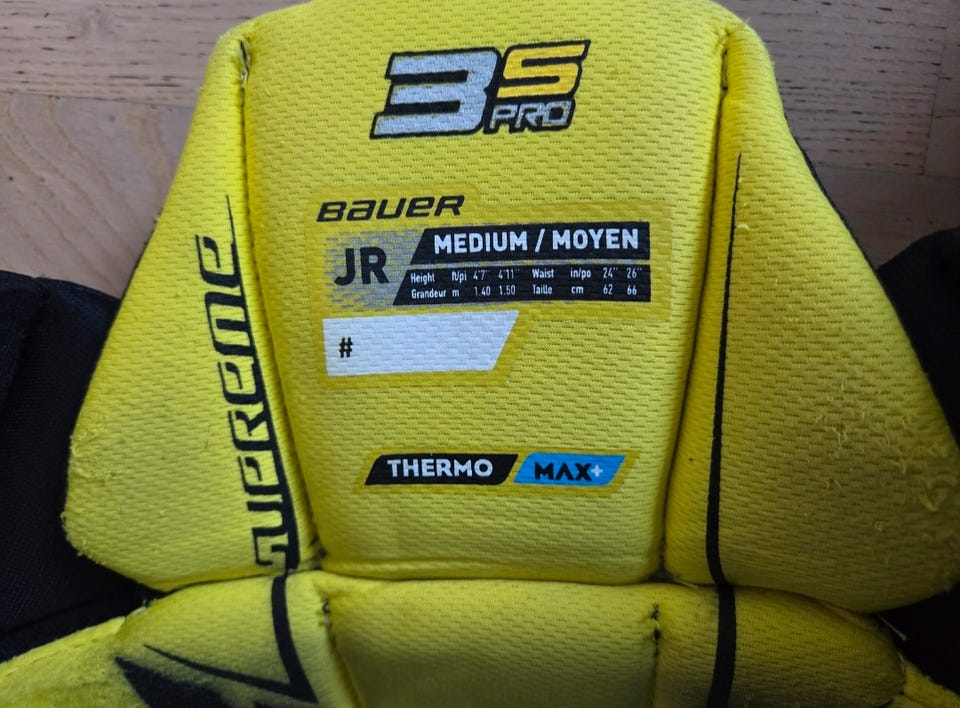 3S PRO
BAUER
JR
MEDIUM / MOYEN
Height ft/pi 4'7" 4'11" Waist in/po 24" 26"
Grandeur m 1.40 1.50 Taille cm 62 66
#
THERMO MAX+
SUPREME